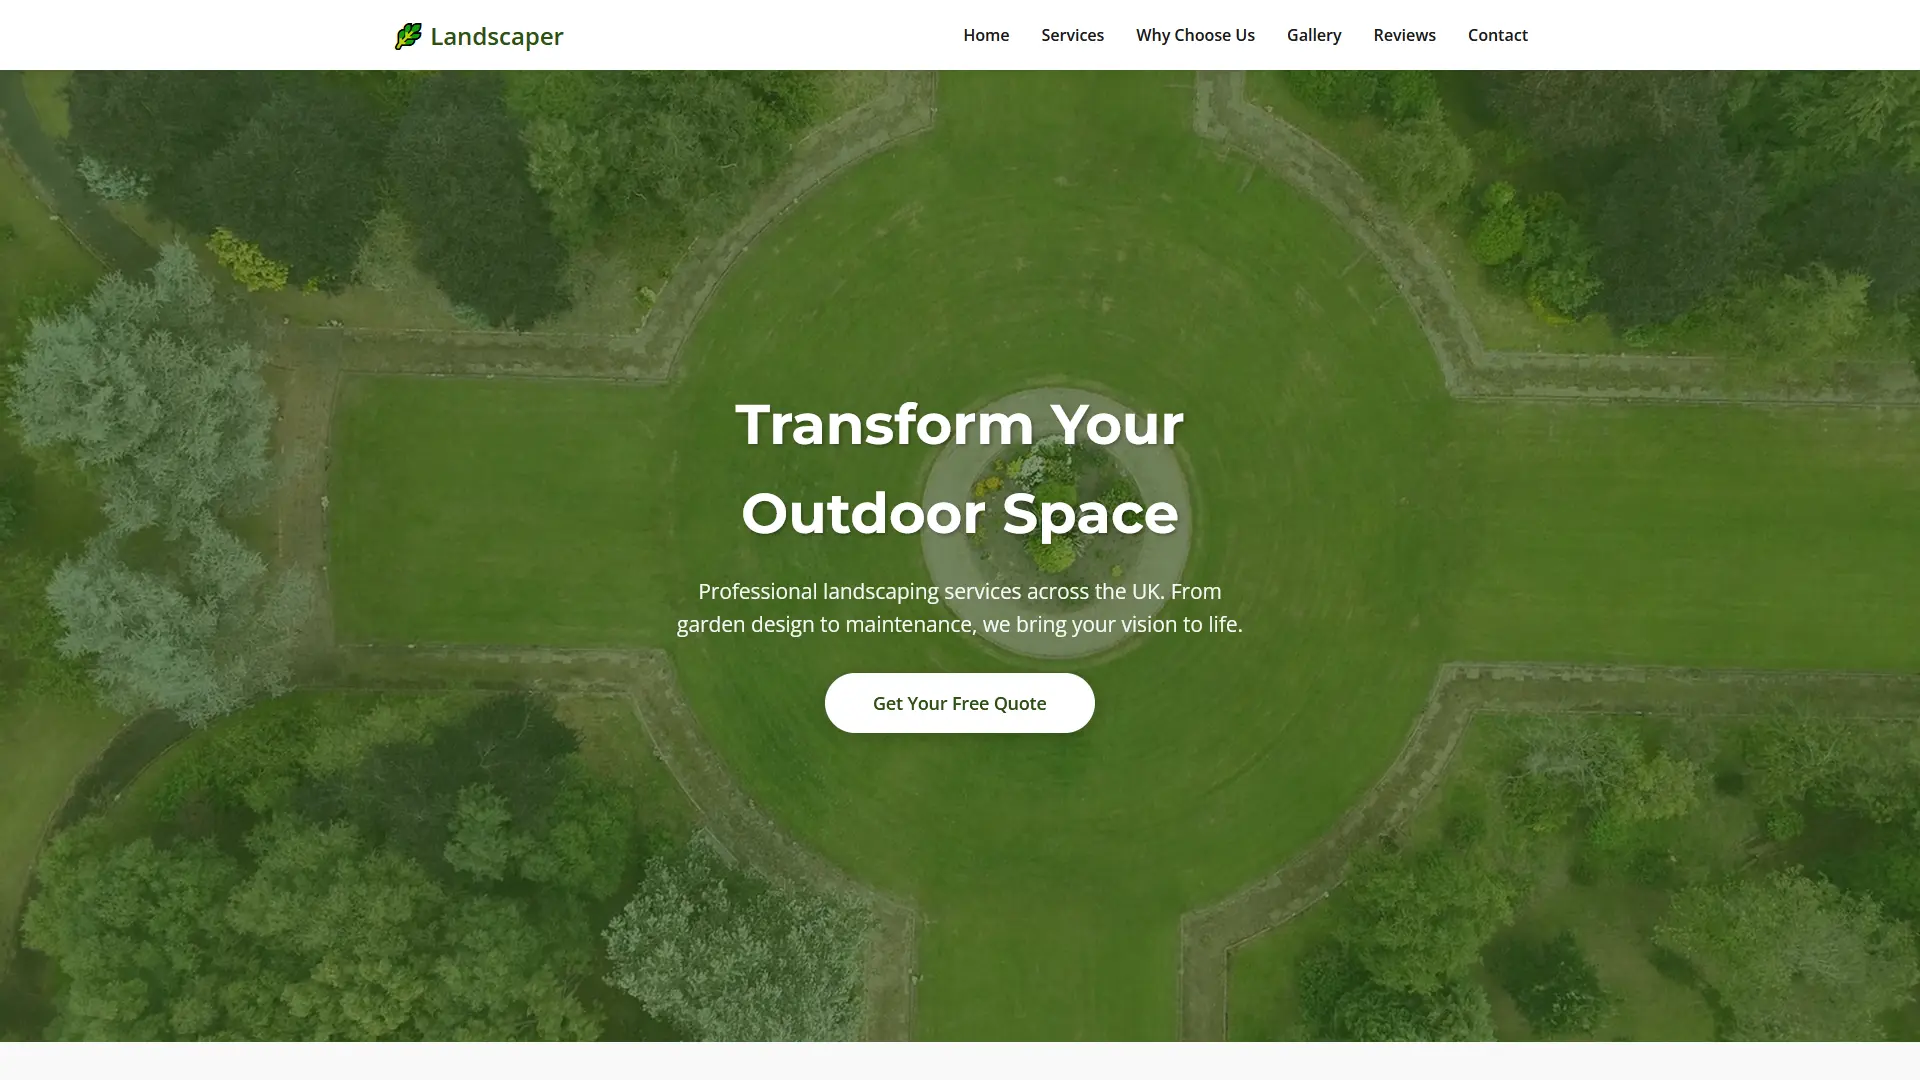 Landscaper
Home Services Why Choose Us Gallery Reviews Contact
Transform Your
Outdoor Space
Professional landscaping services across the UK. From
garden design to maintenance, we bring your vision to life.
Get Your Free Quote